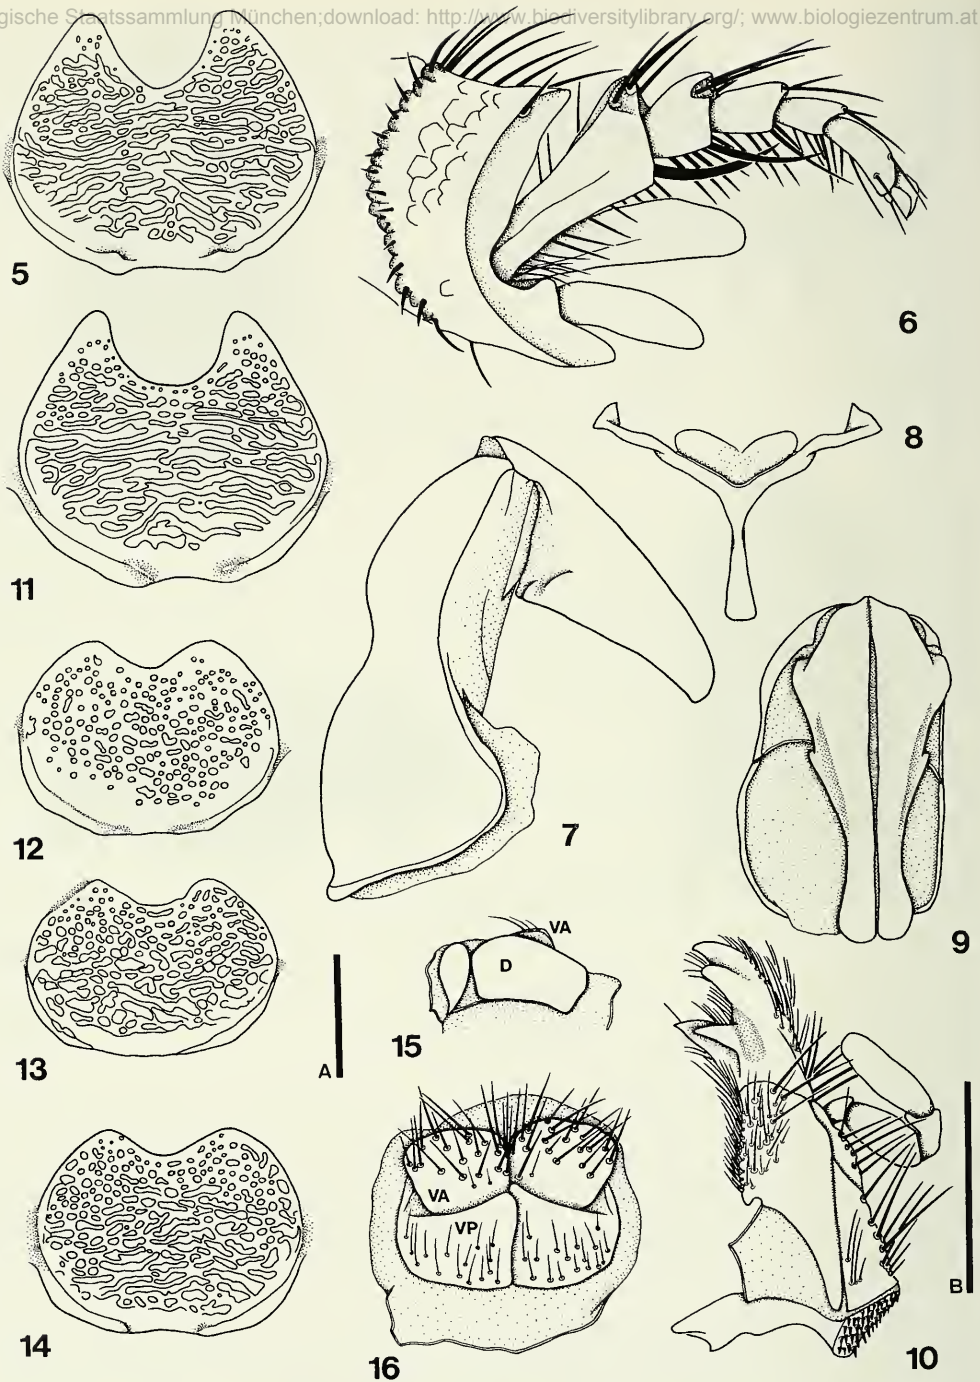 gische Staatssammlung München;download: http://www.biodiversitylibrary.org/; www.biologiezentrum.at
5
6
8
11
7
12
9
VA
D
15
13
A
VA
VP
B
14
16
10